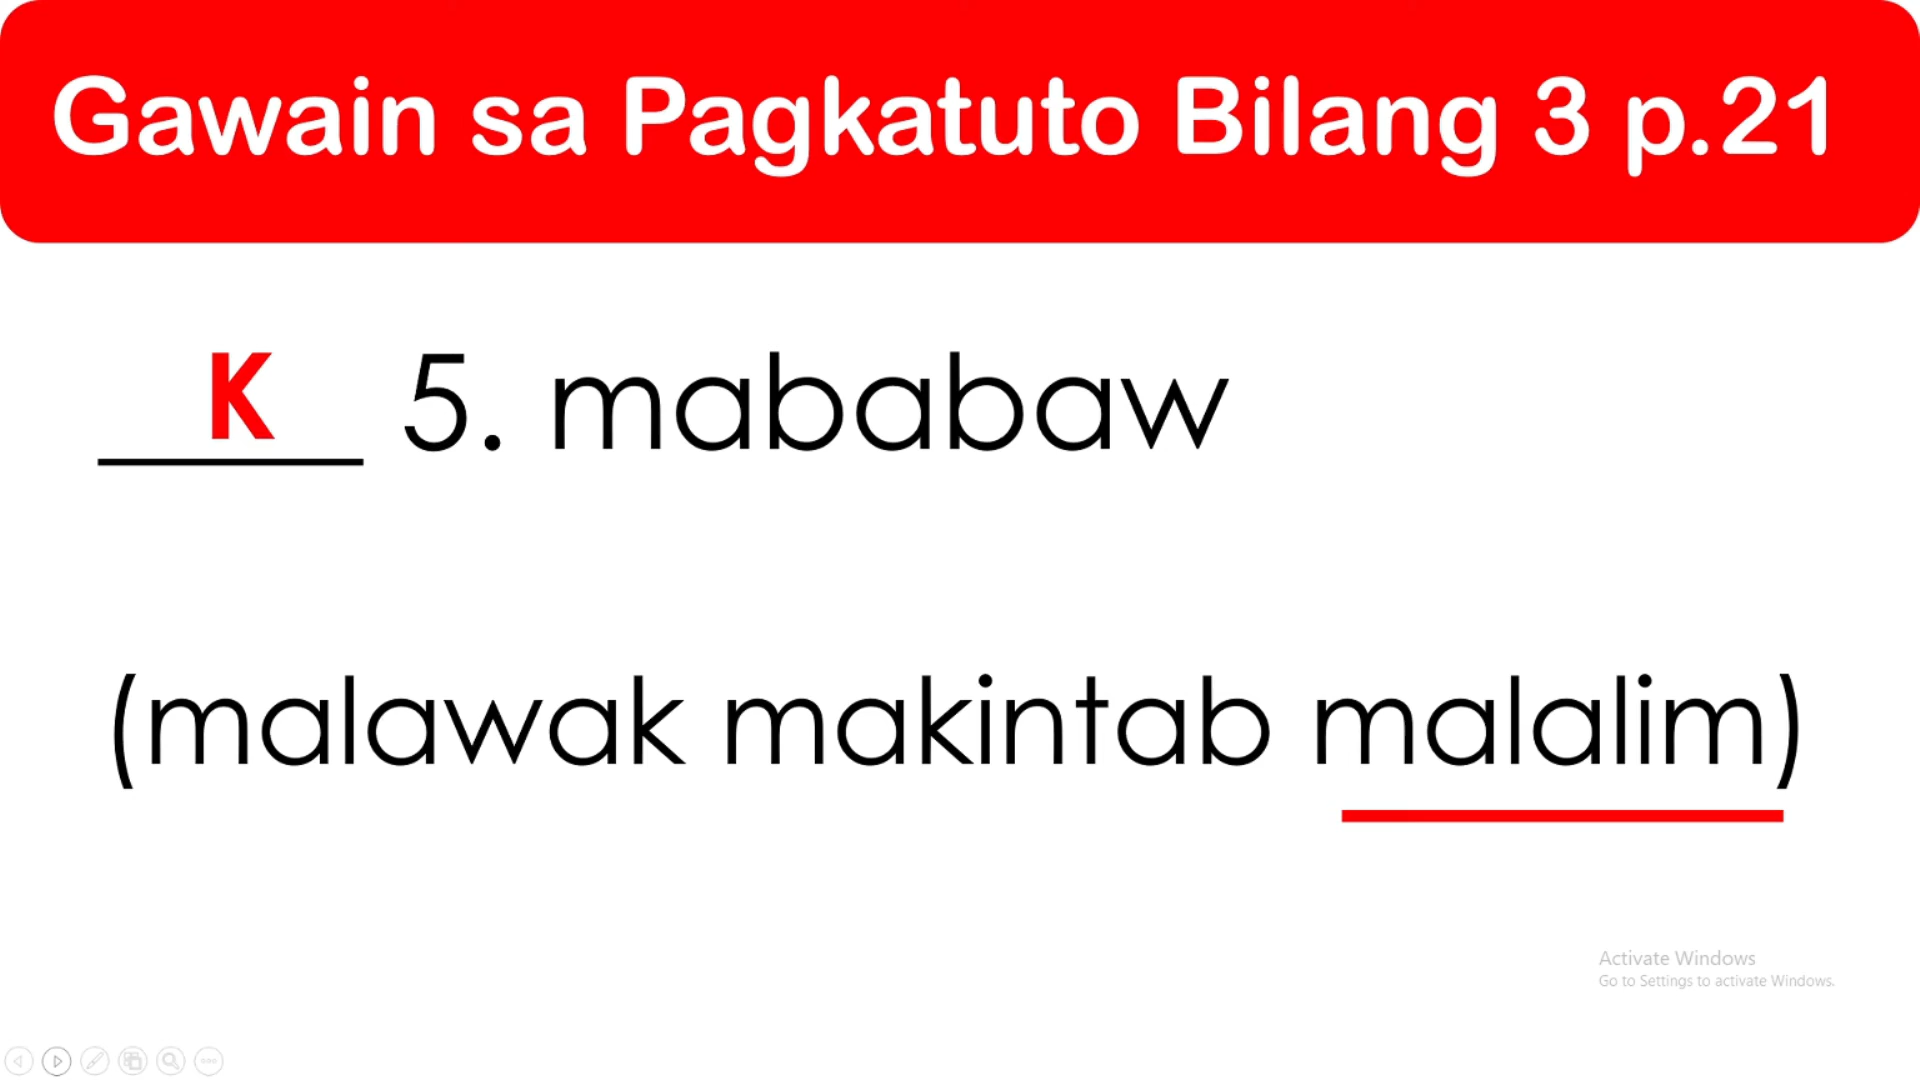 Gawain sa Pagkatuto Bilang 3 p.21
K 5. mababaw
(malawak makintab malalim)
Activate Windows
Go to Settings to activate Windows.